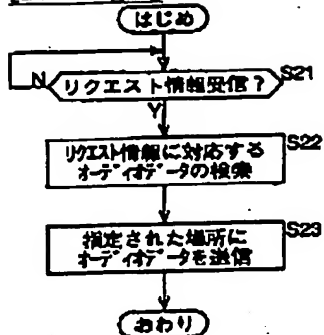 はじめ
N
リクエスト情報受信？
S21
Y
リクエスト情報に対応する
オーディオデータの検索
S22
指定された場所に
オーディオデータを送信
S23
おわり